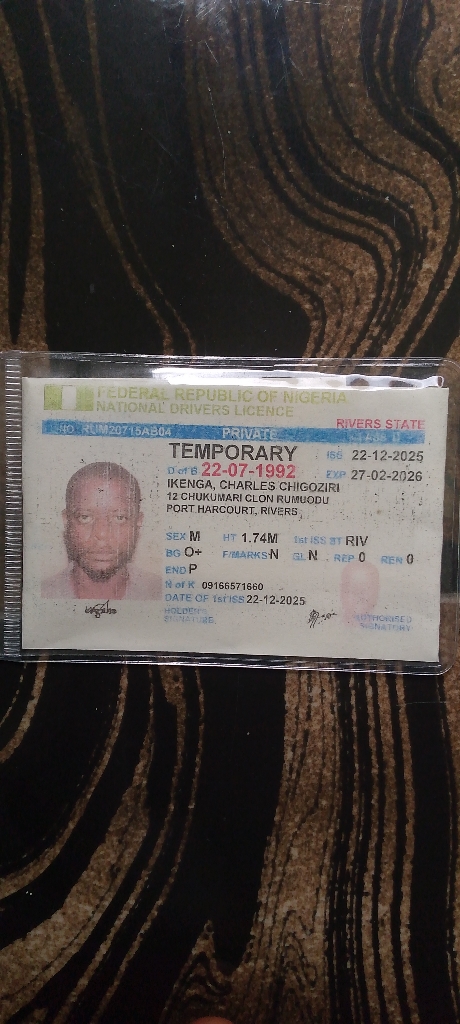 FEDERAL REPUBLIC OF NIGERIA
NATIONAL DRIVERS LICENCE
RIVERS STATE
L/NO RUM20715AB04 PRIVATE CLASS
TEMPORARY
ISS 22-12-2025
D of B 22-07-1992
EXP 27-02-2026
IKENGA, CHARLES CHIGOZIRI
12 CHUKUMARI CLON RUMUODU
PORT HARCOURT, RIVERS
SEX M HT 1.74M 1st ISS ST RIV
BG O+ F/MARKS N GL N REP 0 REN 0
END P
N of K 09166571660
DATE OF 1st ISS 22-12-2025
HOLDER'S SIGNATURE
AUTHORISED SIGNATORY